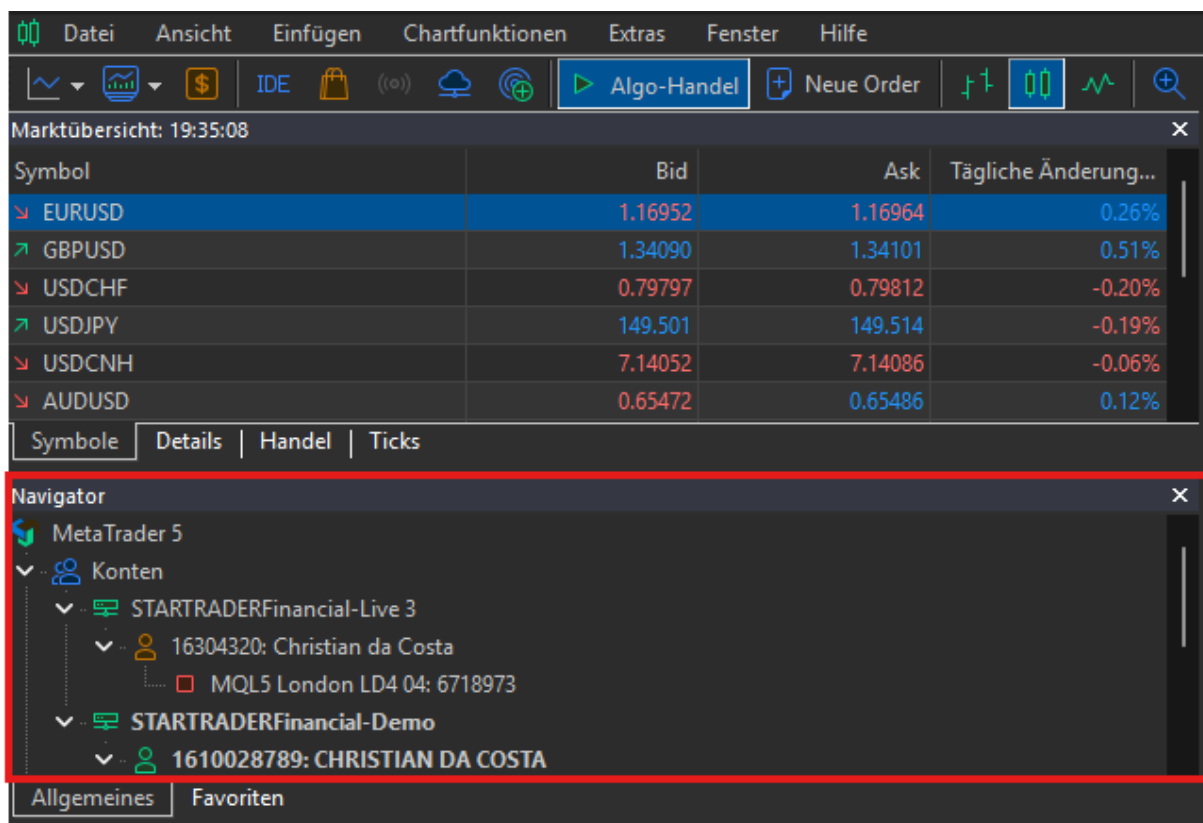 Datei Ansicht Einfügen Chartfunktionen Extras Fenster Hilfe
$ IDE Algo-Handel Neue Order
Marktübersicht: 19:35:08
Symbol Bid Ask Tägliche Änderung...
EURUSD 1.16952 1.16964 0.26%
GBPUSD 1.34090 1.34101 0.51%
USDCHF 0.79797 0.79812 -0.20%
USDJPY 149.501 149.514 -0.19%
USDCNH 7.14052 7.14086 -0.06%
AUDUSD 0.65472 0.65486 0.12%
Symbole Details | Handel | Ticks
Navigator
MetaTrader 5
Konten
STARTRADERFinancial-Live 3
16304320: Christian da Costa
MQL5 London LD4 04: 6718973
STARTRADERFinancial-Demo
1610028789: CHRISTIAN DA COSTA
Allgemeines Favoriten